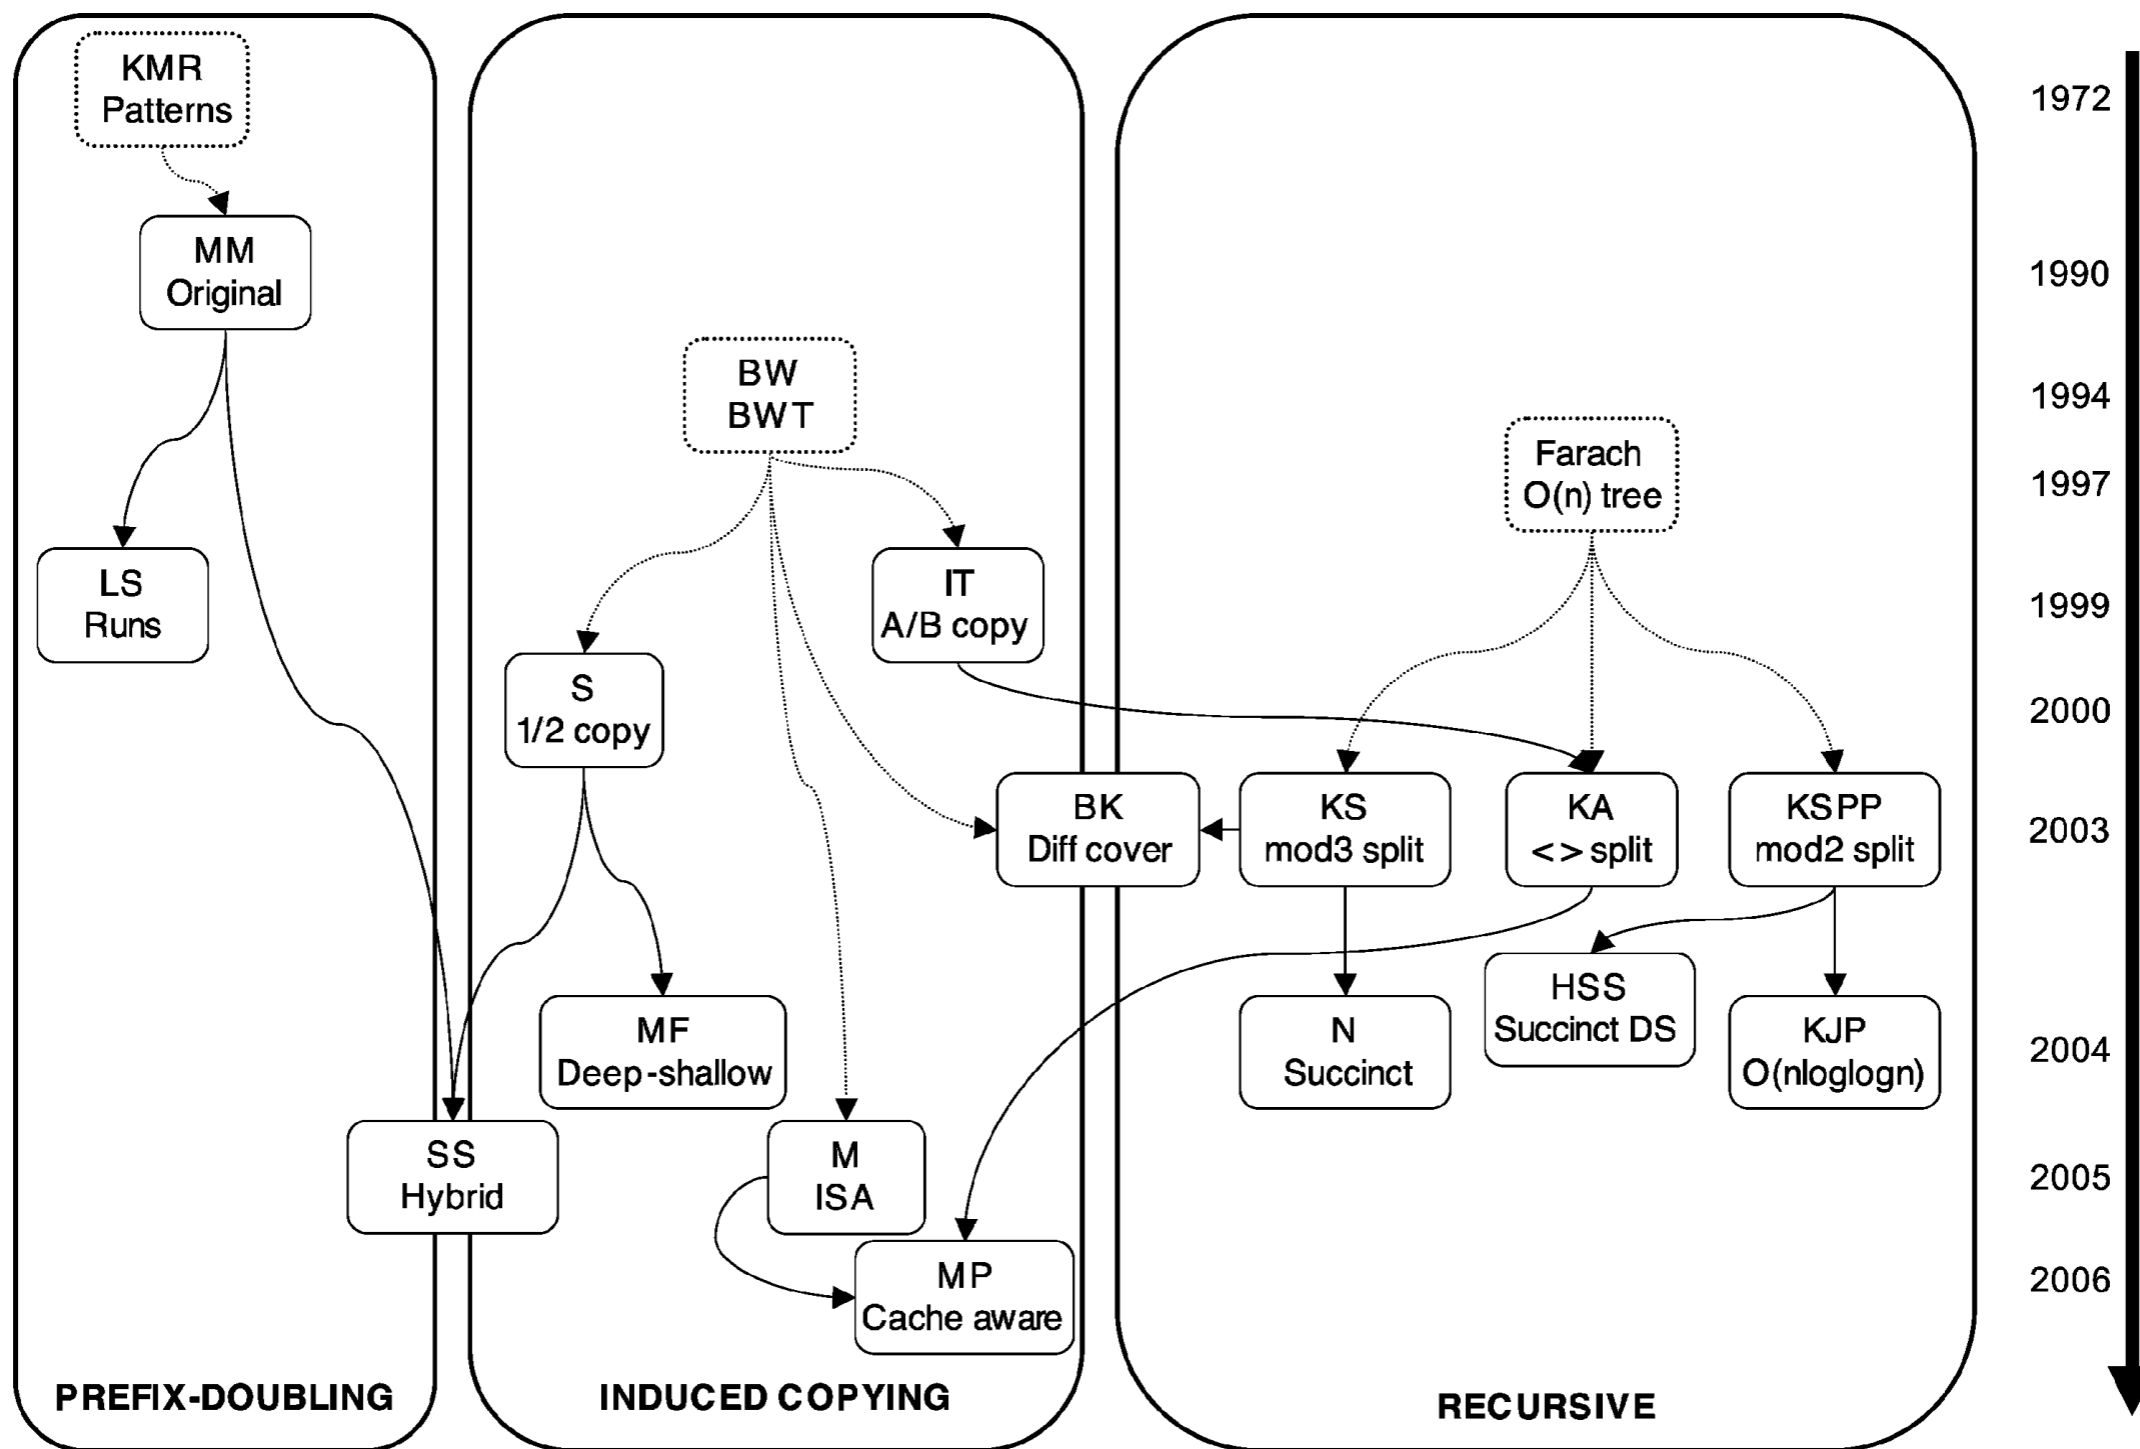 KMR
Patterns
1972
MM
Original
1990
BW
BWT
1994
Farach
O(n) tree
1997
LS
Runs
IT
A/B copy
1999
S
1/2 copy
2000
BK
Diff cover
KS
mod3 split
KA
<> split
KSPP
mod2 split
2003
MF
Deep-shallow
N
Succinct
HSS
Succinct DS
KJP
O(nloglogn)
2004
SS
Hybrid
M
ISA
2005
MP
Cache aware
2006
PREFIX-DOUBLING
INDUCED COPYING
RECURSIVE